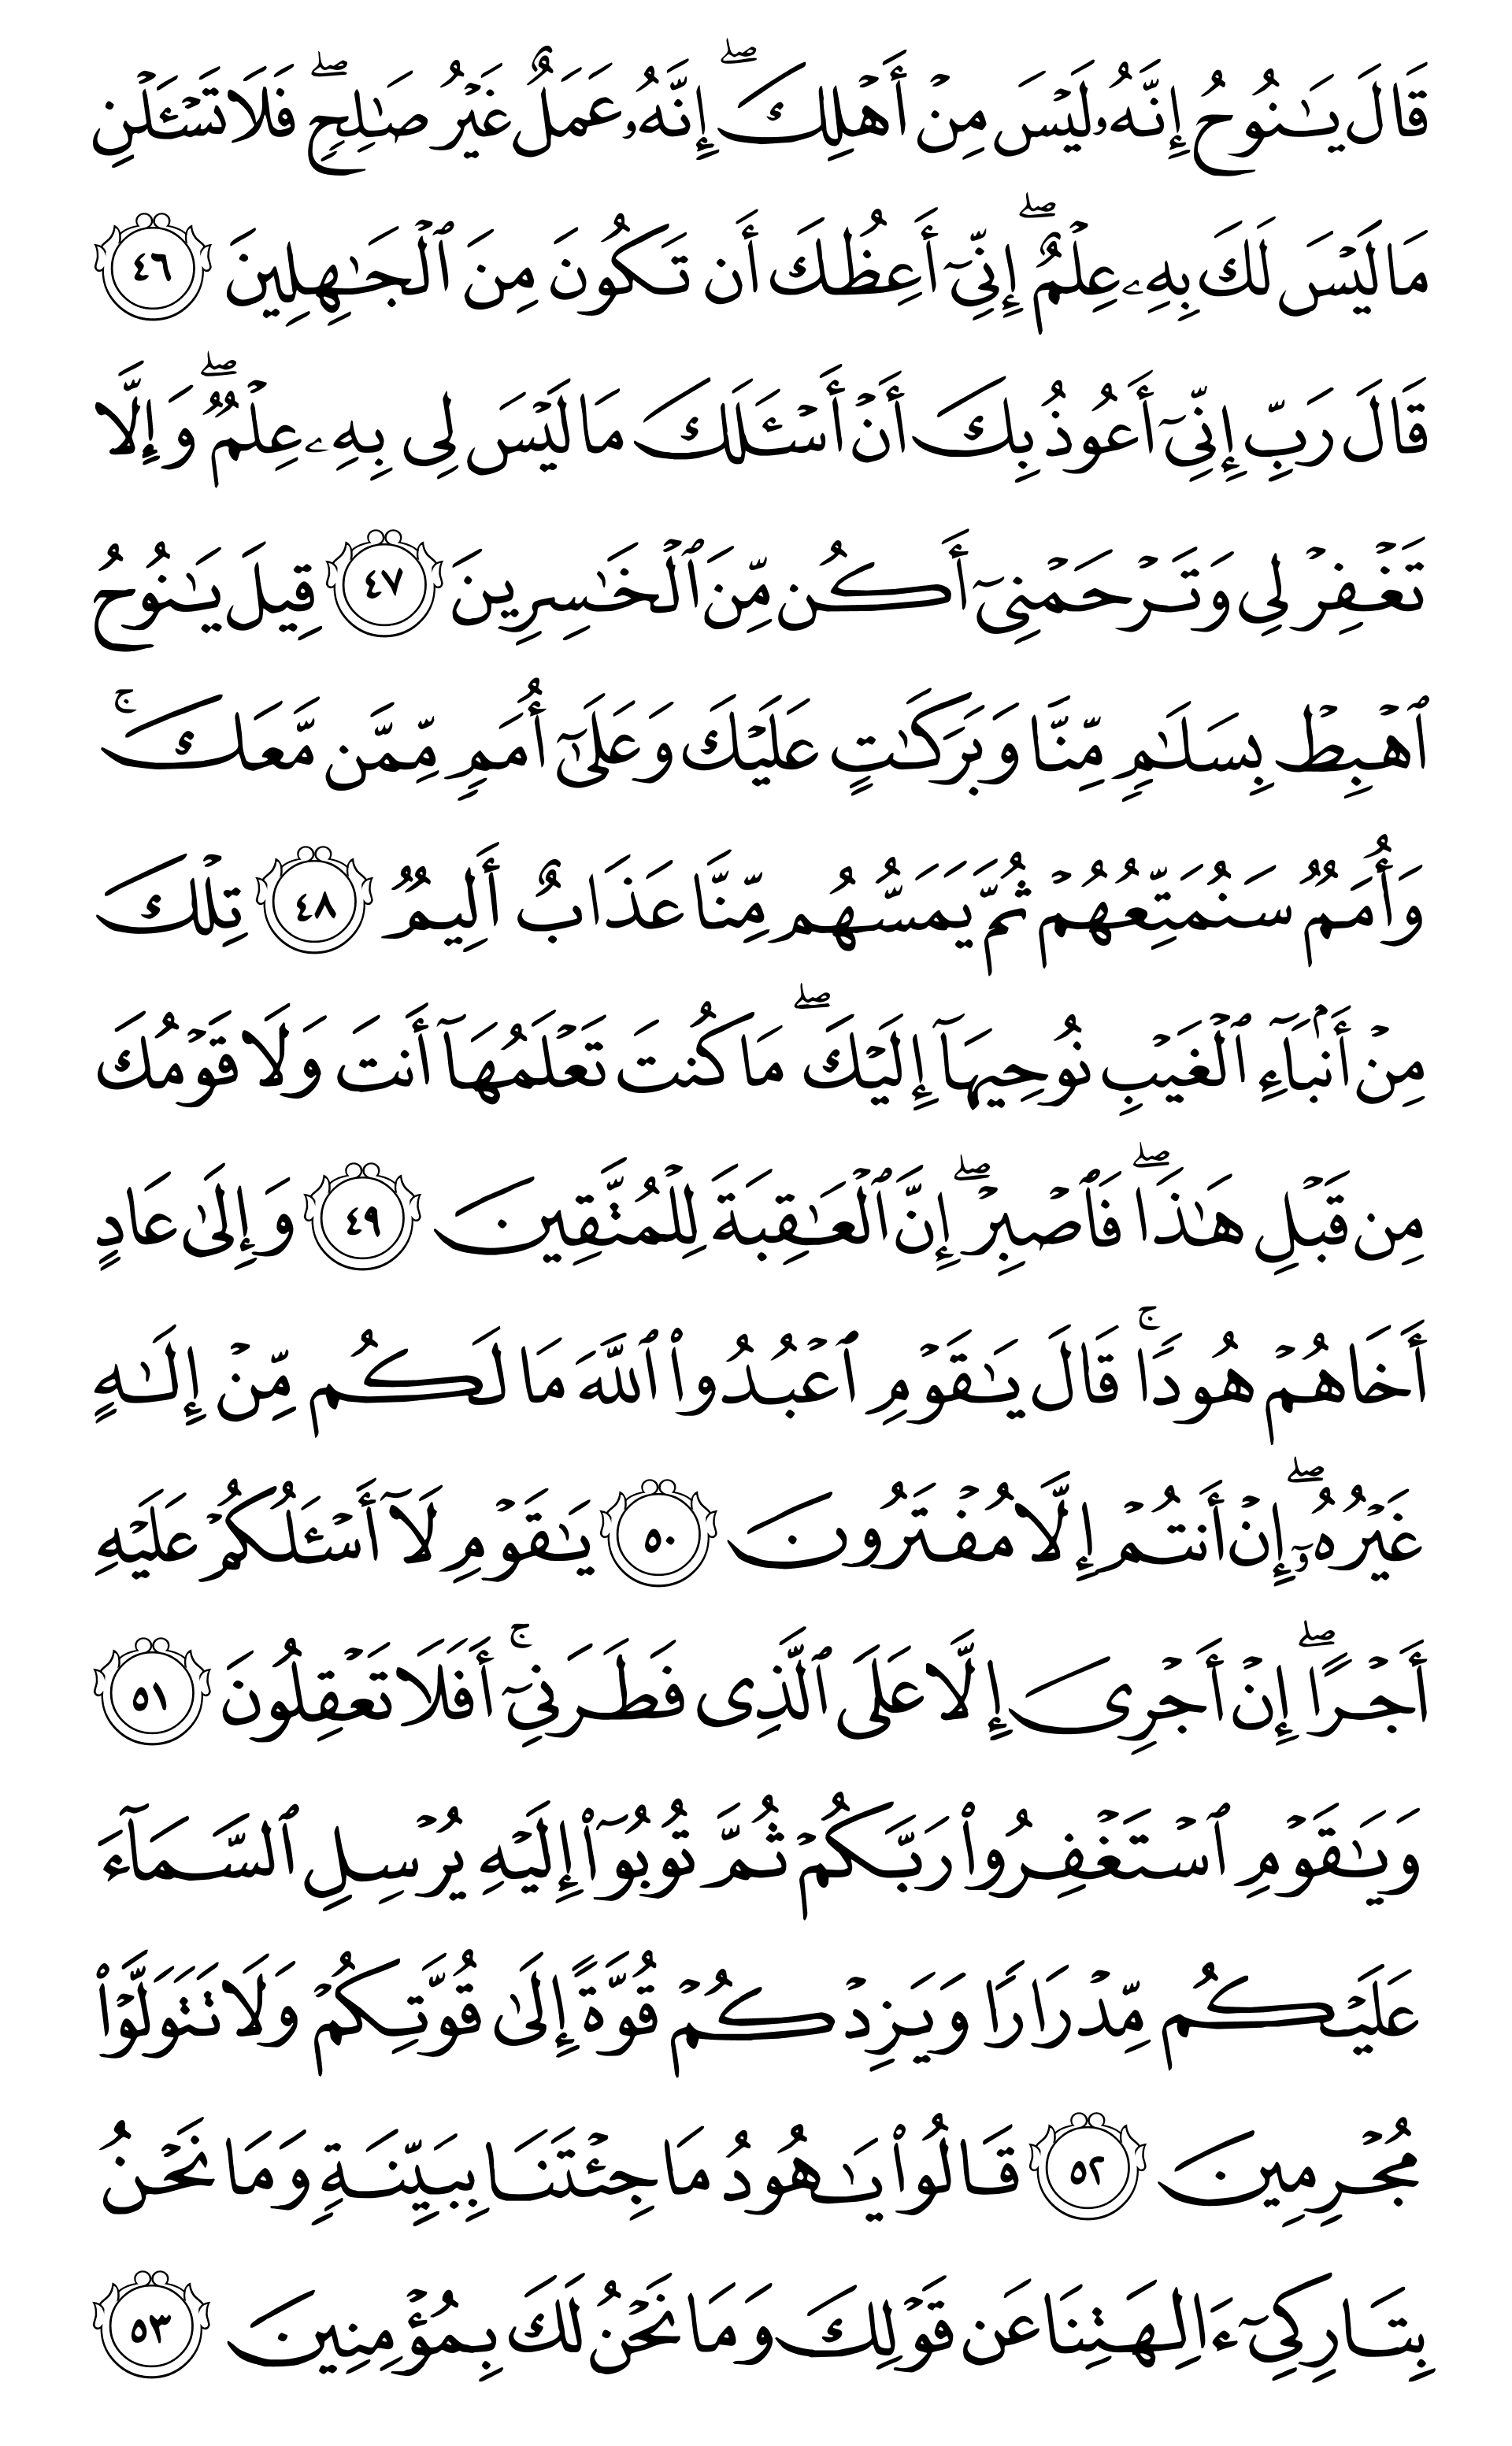 قَالَ يَـٰنُوحُ إِنَّهُۥ لَيْسَ مِنْ أَهْلِكَ ۖ إِنَّهُۥ عَمَلٌ غَيْرُ صَـٰلِحٍ ۖ فَلَا تَسْـَٔلْنِ
مَا لَيْسَ لَكَ بِهِۦ عِلْمٌ ۖ إِنِّىٓ أَعِظُكَ أَن تَكُونَ مِنَ ٱلْجَـٰهِلِينَ ٤٦
قَالَ رَبِّ إِنِّىٓ أَعُوذُ بِكَ أَنْ أَسْـَٔلَكَ مَا لَيْسَ لِى بِهِۦ عِلْمٌ ۖ وَإِلَّا
تَغْفِرْ لِى وَتَرْحَمْنِىٓ أَكُن مِّنَ ٱلْخَـٰسِرِينَ ٤٧ قِيلَ يَـٰنُوحُ
ٱهْبِطْ بِسَلَـٰمٍ مِّنَّا وَبَرَكَـٰتٍ عَلَيْكَ وَعَلَىٰٓ أُمَمٍ مِّمَّن مَّعَكَ ۚ
وَأُمَمٌ سَنُمَتِّعُهُمْ ثُمَّ يَمَسُّهُم مِّنَّا عَذَابٌ أَلِيمٌ ٤٨ تِلْكَ
مِنْ أَنۢبَآءِ ٱلْغَيْبِ نُوحِيهَآ إِلَيْكَ ۖ مَا كُنتَ تَعْلَمُهَآ أَنتَ وَلَا قَوْمُكَ
مِن قَبْلِ هَـٰذَا ۖ فَٱصْبِرْ ۖ إِنَّ ٱلْعَـٰقِبَةَ لِلْمُتَّقِينَ ٤٩ وَإِلَىٰ عَادٍ
أَخَاهُمْ هُودًا ۚ قَالَ يَـٰقَوْمِ ٱعْبُدُوا۟ ٱللَّهَ مَا لَكُم مِّنْ إِلَـٰهٍ
غَيْرُهُۥٓ ۖ إِنْ أَنتُمْ إِلَّا مُفْتَرُونَ ٥٠ يَـٰقَوْمِ لَآ أَسْـَٔلُكُمْ عَلَيْهِ
أَجْرًا ۖ إِنْ أَجْرِىَ إِلَّا عَلَى ٱلَّذِى فَطَرَنِىٓ ۚ أَفَلَا تَعْقِلُونَ ٥١
وَيَـٰقَوْمِ ٱسْتَغْفِرُوا۟ رَبَّكُمْ ثُمَّ تُوبُوٓا۟ إِلَيْهِ يُرْسِلِ ٱلسَّمَآءَ
عَلَيْكُم مِّدْرَارًا وَيَزِدْكُمْ قُوَّةً إِلَىٰ قُوَّتِكُمْ وَلَا تَتَوَلَّوْا۟
مُجْرِمِينَ ٥٢ قَالُوا۟ يَـٰهُودُ مَا جِئْتَنَا بِبَيِّنَةٍ وَمَا نَحْنُ
بِتَارِكِىٓ ءَالِهَتِنَا عَن قَوْلِكَ وَمَا نَحْنُ لَكَ بِمُؤْمِنِينَ ٥٣